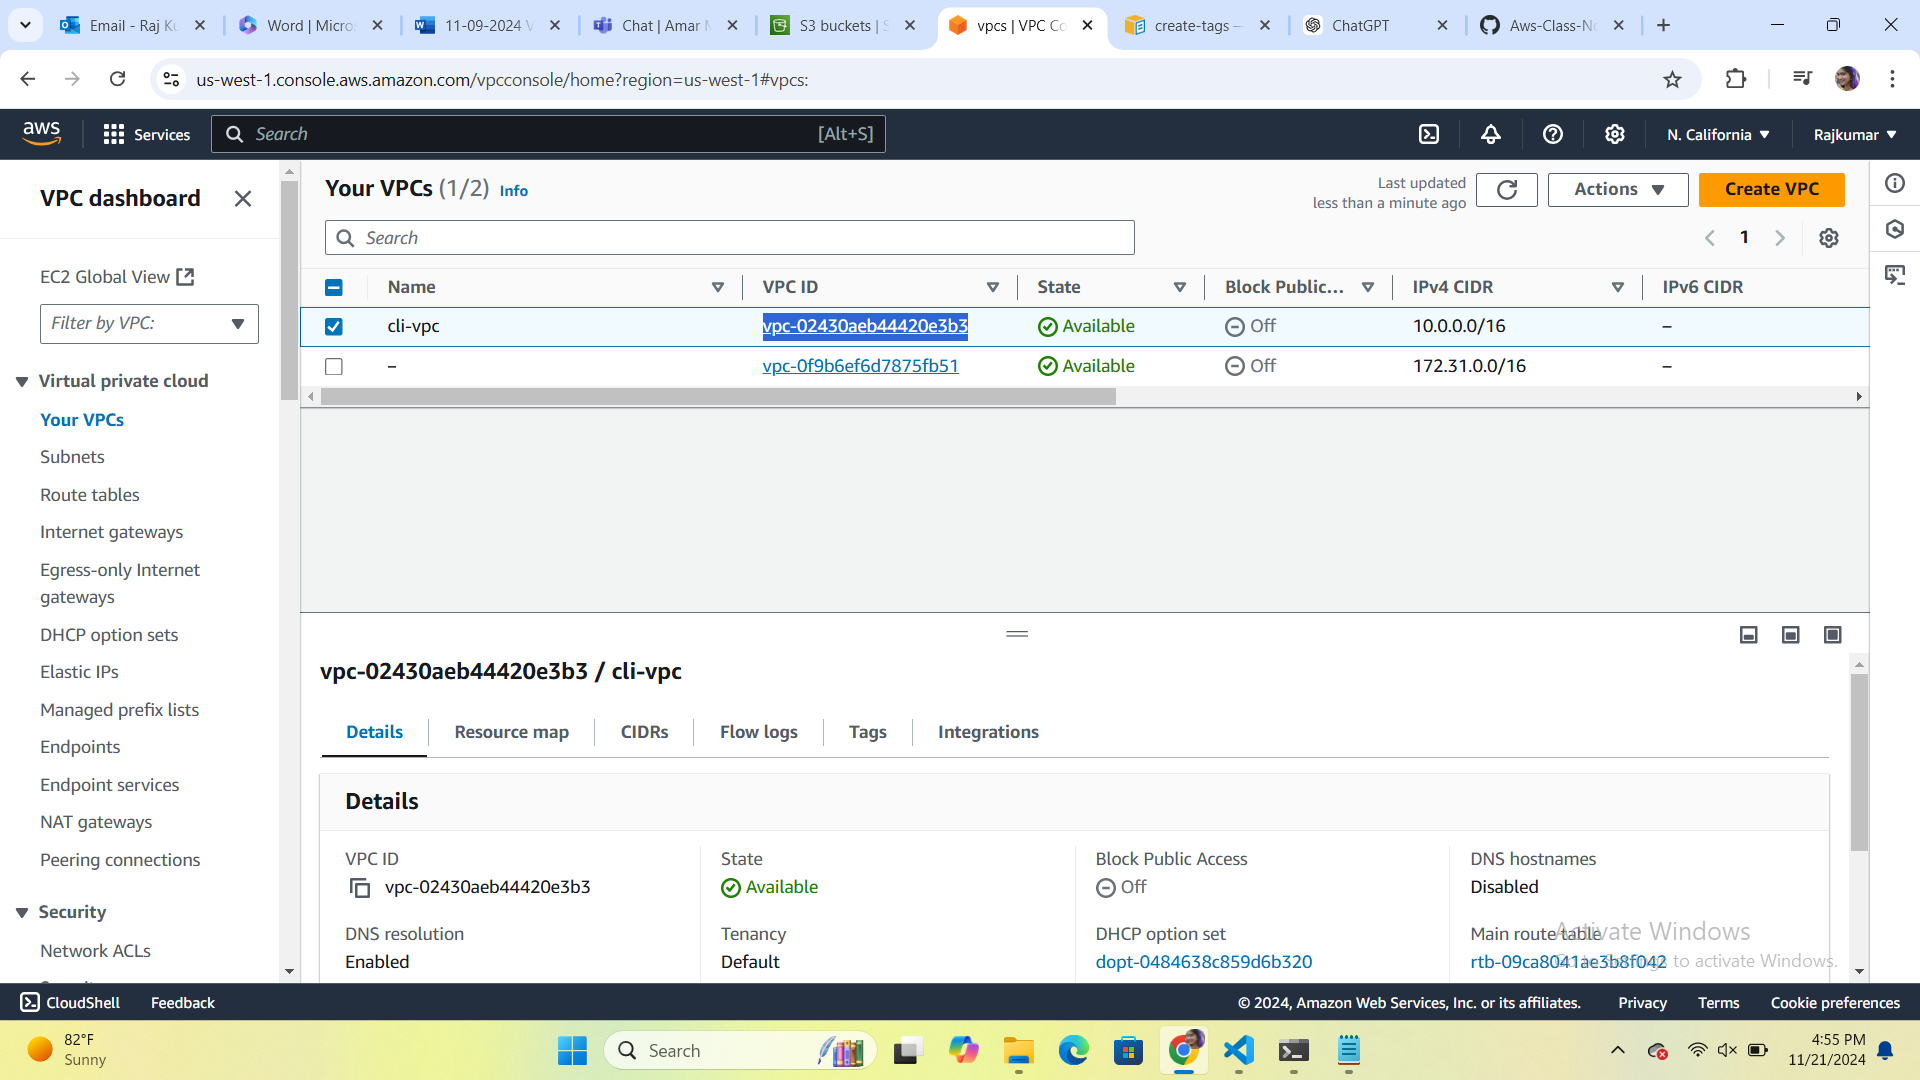 Email - Raj Ku
Word | Micros
11-09-2024 V
Chat | Amar M
S3 buckets | S
vpcs | VPC Co
create-tags —
ChatGPT
Aws-Class-No
us-west-1.console.aws.amazon.com/vpcconsole/home?region=us-west-1#vpcs:
aws
Services
Search
[Alt+S]
N. California
Rajkumar
VPC dashboard
EC2 Global View
Filter by VPC:
Virtual private cloud
Your VPCs
Subnets
Route tables
Internet gateways
Egress-only Internet
gateways
DHCP option sets
Elastic IPs
Managed prefix lists
Endpoints
Endpoint services
NAT gateways
Peering connections
Security
Network ACLs
Your VPCs (1/2) Info
Last updated
less than a minute ago
Actions
Create VPC
Search
1
Name VPC ID State Block Public... IPv4 CIDR IPv6 CIDR
cli-vpc vpc-02430aeb44420e3b3 Available Off 10.0.0.0/16 –
– vpc-0f9b6ef6d7875fb51 Available Off 172.31.0.0/16 –
vpc-02430aeb44420e3b3 / cli-vpc
Details Resource map CIDRs Flow logs Tags Integrations
Details
VPC ID
vpc-02430aeb44420e3b3
State
Available
Block Public Access
Off
DNS hostnames
Disabled
DNS resolution
Enabled
Tenancy
Default
DHCP option set
dopt-0484638c859d6b320
Main route table
rtb-09ca8041ae3b8f042
Activate Windows
Go to Settings to activate Windows.
CloudShell
Feedback
© 2024, Amazon Web Services, Inc. or its affiliates.
Privacy
Terms
Cookie preferences
82°F
Sunny
Search
4:55 PM
11/21/2024